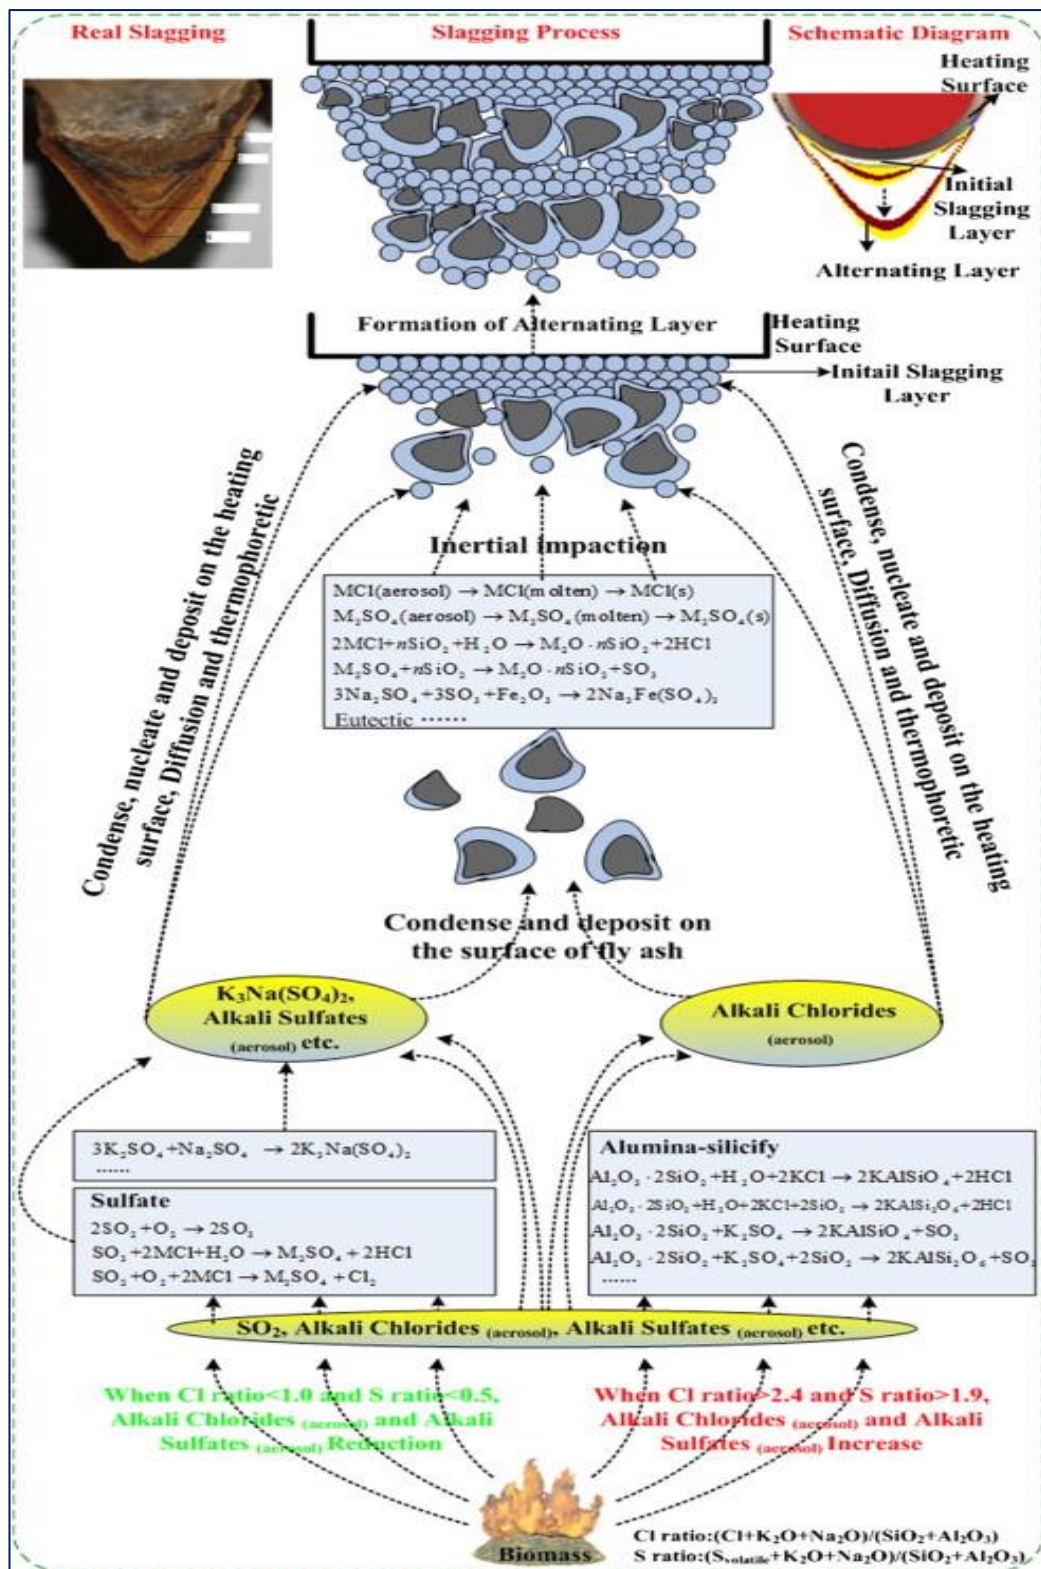 Real Slagging
Slagging Process
Schematic Diagram
Heating
Surface
Initial
Slagging
Layer
Alternating Layer
Formation of Alternating Layer
Heating
Surface
Initail Slagging
Layer
Condense, nucleate and deposit on the heating
surface, Diffusion and thermophoretic
Condense, nucleate and deposit on the heating
surface, Diffusion and thermophoretic
Inertial impaction
MCl(aerosol) → MCl(molten) → MCl(s)
M₂SO₄(aerosol) → M₂SO₄(molten) → M₂SO₄(s)
2MCl+nSiO₂+H₂O → M₂O·nSiO₂+2HCl
M₂SO₄+nSiO₂ → M₂O·nSiO₂+SO₃
3Na₂SO₄+3SO₃+Fe₂O₃ → 2Na₃Fe(SO₄)₂
Eutectic ······
Condense and deposit on
the surface of fly ash
K₃Na(SO₄)₂,
Alkali Sulfates
(aerosol) etc.
Alkali Chlorides
(aerosol)
3K₂SO₄+Na₂SO₄ → 2K₃Na(SO₄)₂
······
Sulfate
2SO₂+O₂ → 2SO₃
SO₃+2MCl+H₂O → M₂SO₄+2HCl
SO₂+O₂+2MCl → M₂SO₄+Cl₂
Alumina-silicify
Al₂O₃·2SiO₂+H₂O+2KCl → 2KAlSiO₄+2HCl
Al₂O₃·2SiO₂+H₂O+2KCl+2SiO₂ → 2KAlSi₂O₆+2HCl
Al₂O₃·2SiO₂+K₂SO₄ → 2KAlSiO₄+SO₃
Al₂O₃·2SiO₂+K₂SO₄+2SiO₂ → 2KAlSi₂O₆+SO₃
······
SO₂, Alkali Chlorides (aerosol), Alkali Sulfates (aerosol) etc.
When Cl ratio<1.0 and S ratio<0.5,
Alkali Chlorides (aerosol) and Alkali
Sulfates (aerosol) Reduction
When Cl ratio>2.4 and S ratio>1.9,
Alkali Chlorides (aerosol) and Alkali
Sulfates (aerosol) Increase
Biomass
Cl ratio:(Cl+K₂O+Na₂O)/(SiO₂+Al₂O₃)
S ratio:(Svolatile+K₂O+Na₂O)/(SiO₂+Al₂O₃)